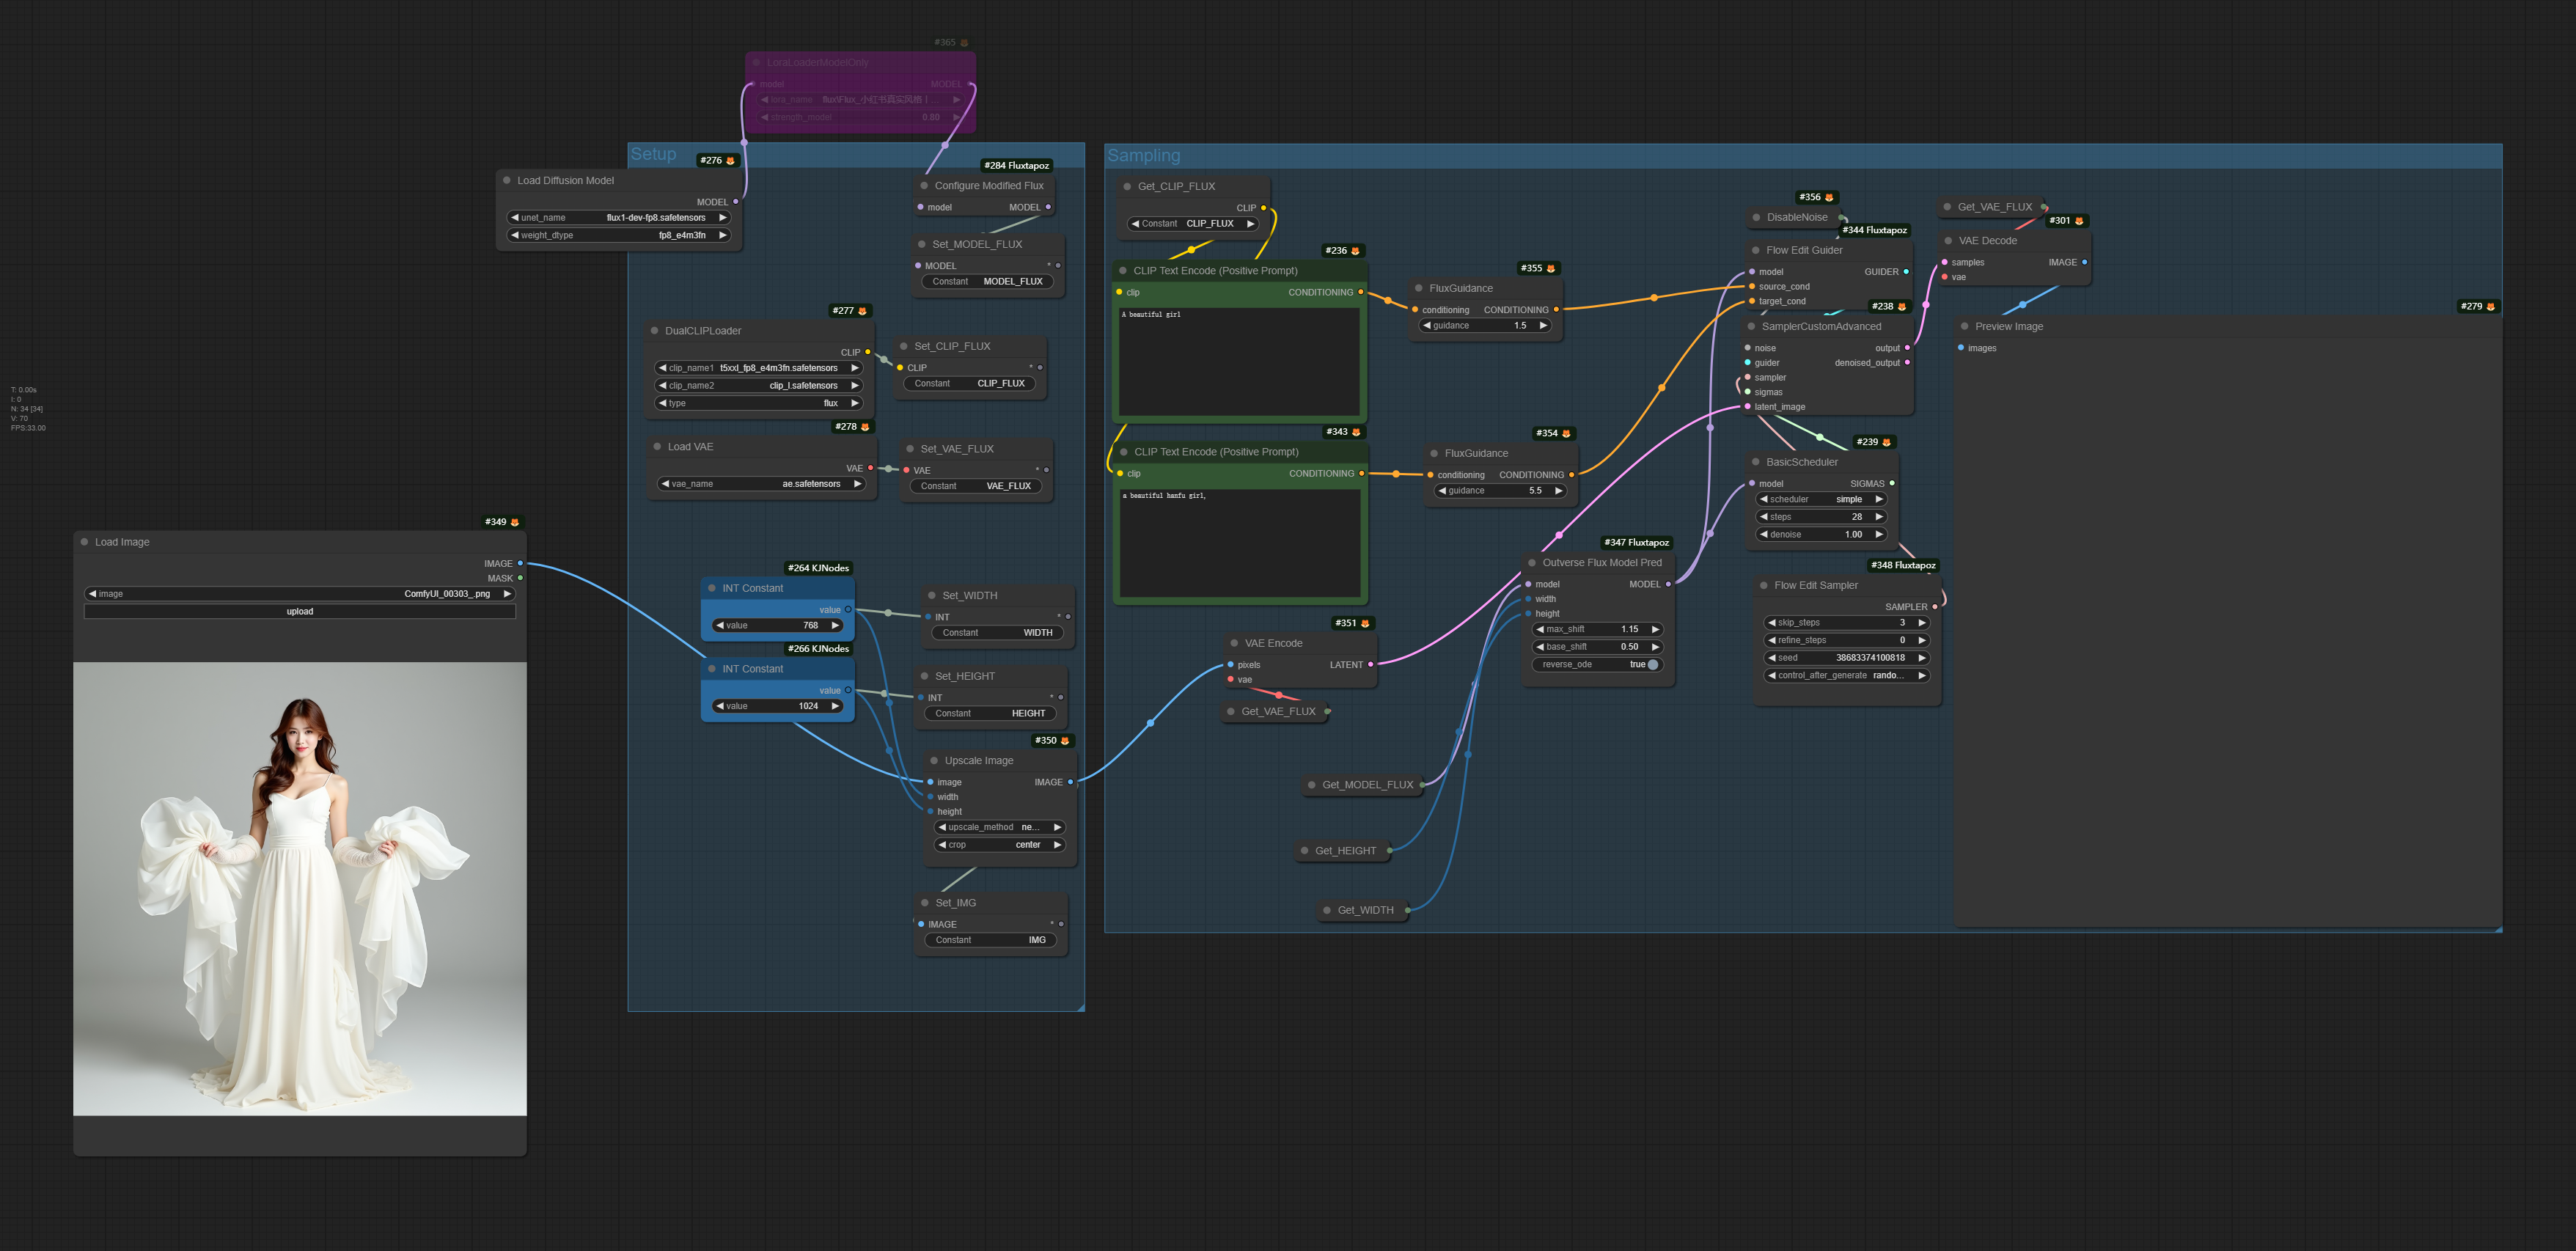 #365
LoraLoaderModelOnly
model MODEL
lora_name flux\Flux_小红书真实风格丨...
strength_model 0.80
Setup
#276
Load Diffusion Model
MODEL
unet_name flux1-dev-fp8.safetensors
weight_dtype fp8_e4m3fn
#284 Fluxtapoz
Configure Modified Flux
model MODEL
Set_MODEL_FLUX
MODEL *
Constant MODEL_FLUX
#277
DualCLIPLoader
CLIP
clip_name1 t5xxl_fp8_e4m3fn.safetensors
clip_name2 clip_l.safetensors
type flux
Set_CLIP_FLUX
CLIP *
Constant CLIP_FLUX
#278
Load VAE
VAE
vae_name ae.safetensors
Set_VAE_FLUX
VAE *
Constant VAE_FLUX
T: 0.00s
I: 0
N: 34 [34]
V: 70
FPS:33.00
#349
Load Image
IMAGE
MASK
image ComfyUI_00303_.png
upload
#264 KJNodes
INT Constant
value
value 768
Set_WIDTH
INT *
Constant WIDTH
#266 KJNodes
INT Constant
value
value 1024
Set_HEIGHT
INT *
Constant HEIGHT
#350
Upscale Image
image IMAGE
width
height
upscale_method ne...
crop center
Set_IMG
IMAGE *
Constant IMG
Sampling
Get_CLIP_FLUX
CLIP
Constant CLIP_FLUX
#236
CLIP Text Encode (Positive Prompt)
clip CONDITIONING
A beautiful girl
#355
FluxGuidance
conditioning CONDITIONING
guidance 1.5
#343
CLIP Text Encode (Positive Prompt)
clip CONDITIONING
a beautiful hanfu girl,
#354
FluxGuidance
conditioning CONDITIONING
guidance 5.5
#351
VAE Encode
pixels LATENT
vae
Get_VAE_FLUX
Get_MODEL_FLUX
Get_HEIGHT
Get_WIDTH
#347 Fluxtapoz
Outverse Flux Model Pred
model MODEL
width
height
max_shift 1.15
base_shift 0.50
reverse_ode true
#356
DisableNoise
#344 Fluxtapoz
Flow Edit Guider
model GUIDER
source_cond
target_cond
#238
SamplerCustomAdvanced
noise output
guider denoised_output
sampler
sigmas
latent_image
#239
BasicScheduler
model SIGMAS
scheduler simple
steps 28
denoise 1.00
#348 Fluxtapoz
Flow Edit Sampler
SAMPLER
skip_steps 3
refine_steps 0
seed 38683374100818
control_after_generate rando...
Get_VAE_FLUX
#301
VAE Decode
samples IMAGE
vae
#279
Preview Image
images